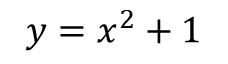 y = x² + 1